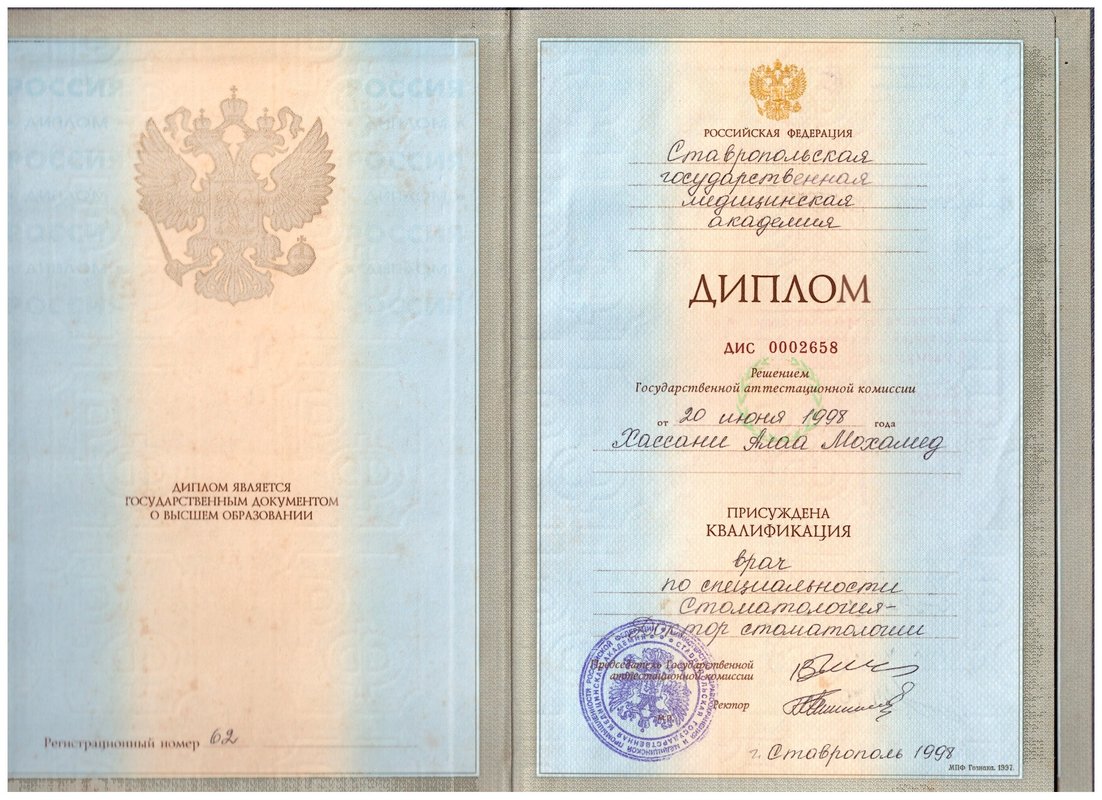 ДИПЛОМ ЯВЛЯЕТСЯ
ГОСУДАРСТВЕННЫМ ДОКУМЕНТОМ
О ВЫСШЕМ ОБРАЗОВАНИИ
Регистрационный номер 62
РОССИЙСКАЯ ФЕДЕРАЦИЯ
Ставропольская
государственная
медицинская
академия
ДИПЛОМ
ДИС 0002658
Решением
Государственной аттестационной комиссии
от 20 июня 1998 года
Хассани Алаа Мохамед
ПРИСУЖДЕНА
КВАЛИФИКАЦИЯ
врач
по специальности
Стоматология-
Доктор стоматологии
Председатель Государственной
аттестационной комиссии
Ректор
М.П.
г. Ставрополь 1998
МПФ Гознака. 1997.